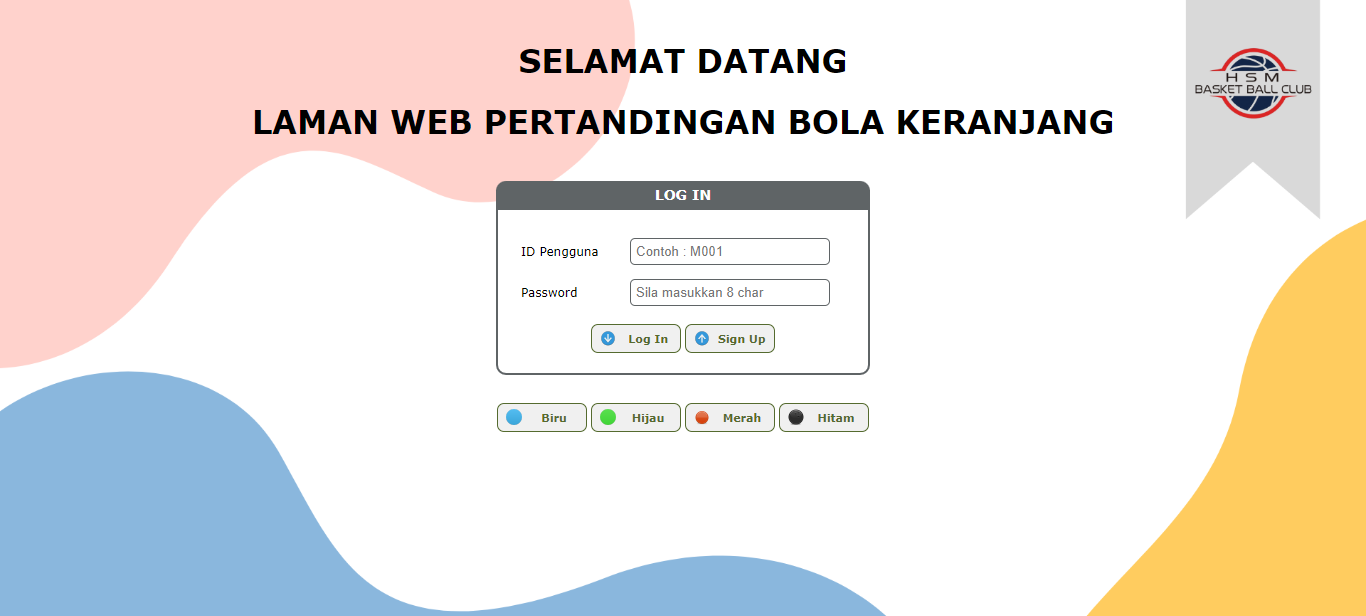 SELAMAT DATANG
H S M
BASKET BALL CLUB
LAMAN WEB PERTANDINGAN BOLA KERANJANG
LOG IN
ID Pengguna Contoh : M001
Password Sila masukkan 8 char
Log In Sign Up
Biru Hijau Merah Hitam